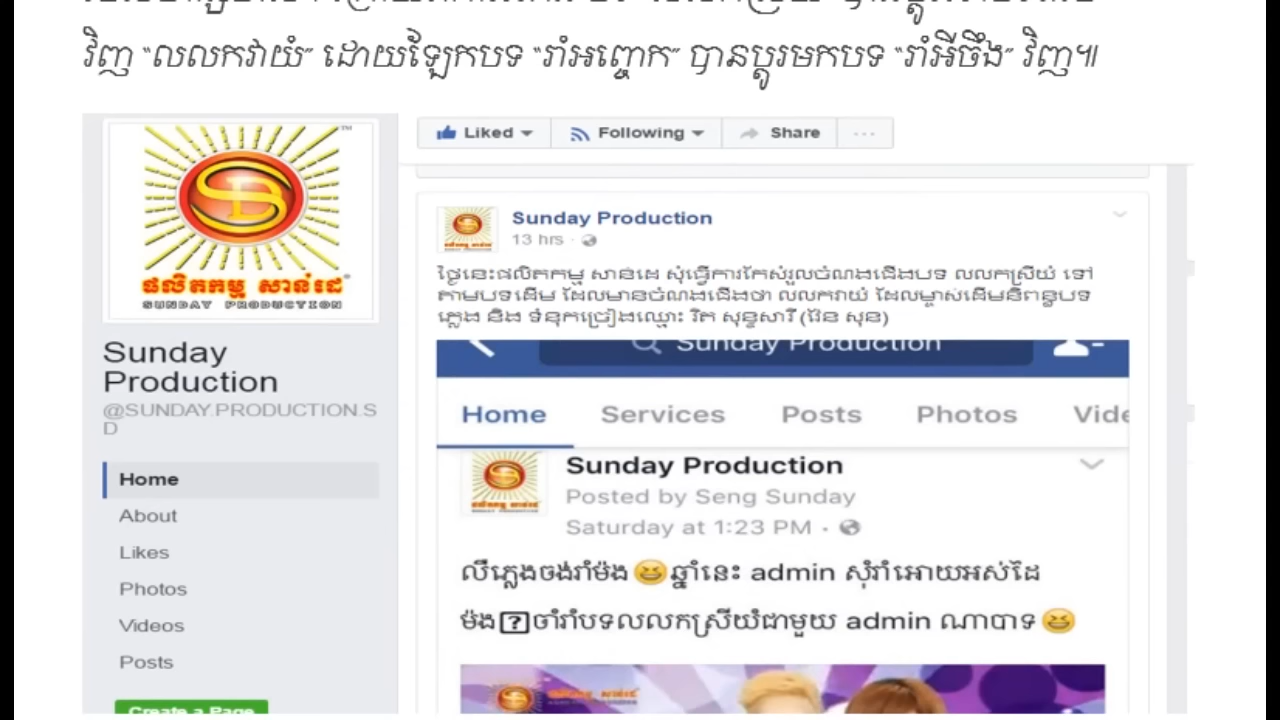 វិញ “លលកវាយំ” ដោយឡែកបទ “រាំអញ្ចេក” បានប្ដូរមកបទ “រាំអីចឹង” វិញ៕
Liked
Following
Share
...
TM
ផលិតកម្ម សាន់ដេ
SUNDAY PRODUCTION
Sunday
Production
@SUNDAY.PRODUCTION.S
D
Home
About
Likes
Photos
Videos
Posts
Create a Page
Sunday Production
13 hrs ·
ថ្ងៃនេះផលិតកម្ម សាន់ដេ សុំធ្វើការកែសំរួលចំណងជើងបទ លលកស្រីយំ ទៅ
តាមបទដើម ដែលមានចំណងជើងថា លលកវាយំ ដែលម្ចាស់ដើមនិពន្ធបទ
ភ្លេង និង ទំនុកច្រៀងឈ្មោះ រិត សុន្ទសារី (វ៉ែន សុន)
Sunday Production
Home Services Posts Photos Vide
Sunday Production
Posted by Seng Sunday
Saturday at 1:23 PM ·
លឺភ្លេងចង់រាំម៉ង 😆 ឆ្នាំនេះ admin សុំរាំអោយអស់ដៃ
ម៉ង ចាំរាំបទលលកស្រីយំជាមួយ admin ណាបាទ 😆